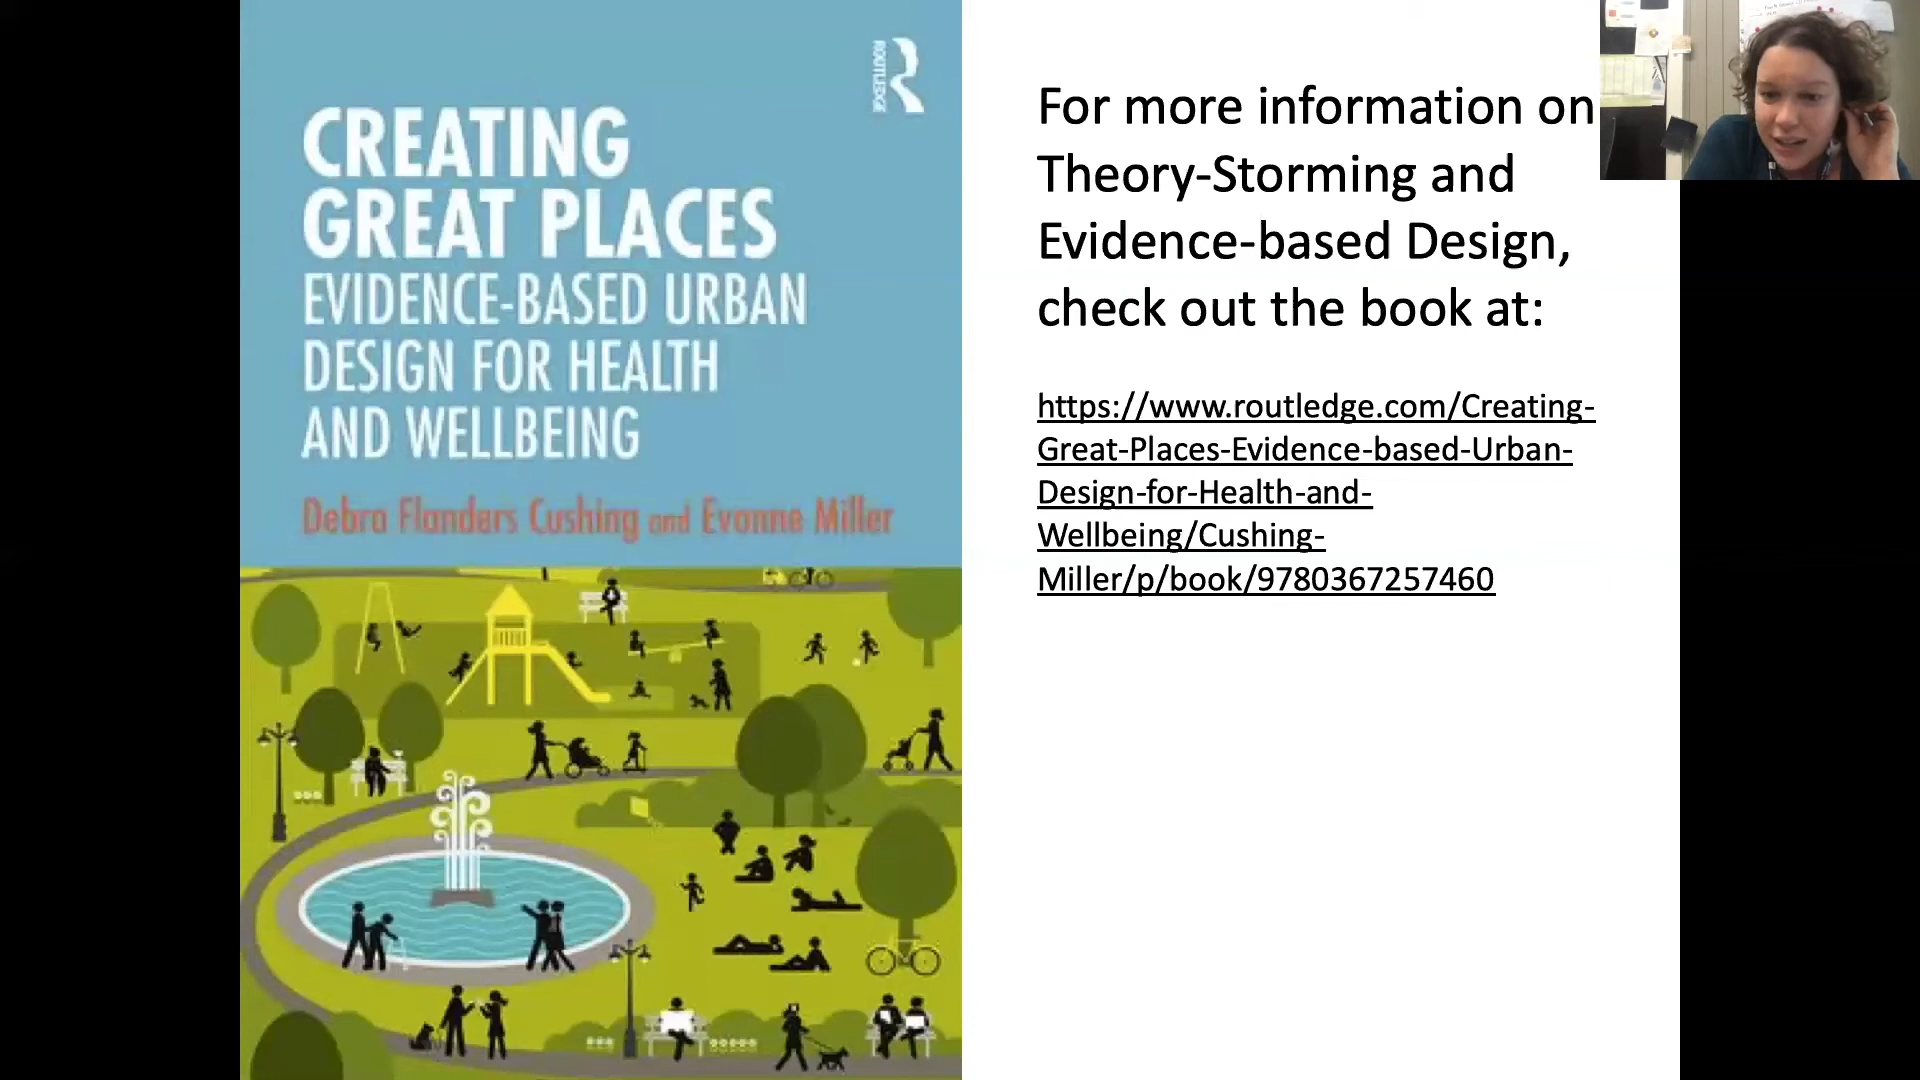 ROUTLEDGE
CREATING
GREAT PLACES
EVIDENCE-BASED URBAN
DESIGN FOR HEALTH
AND WELLBEING
Debra Flanders Cushing and Evonne Miller
For more information on
Theory-Storming and
Evidence-based Design,
check out the book at:
https://www.routledge.com/Creating-
Great-Places-Evidence-based-Urban-
Design-for-Health-and-
Wellbeing/Cushing-
Miller/p/book/9780367257460